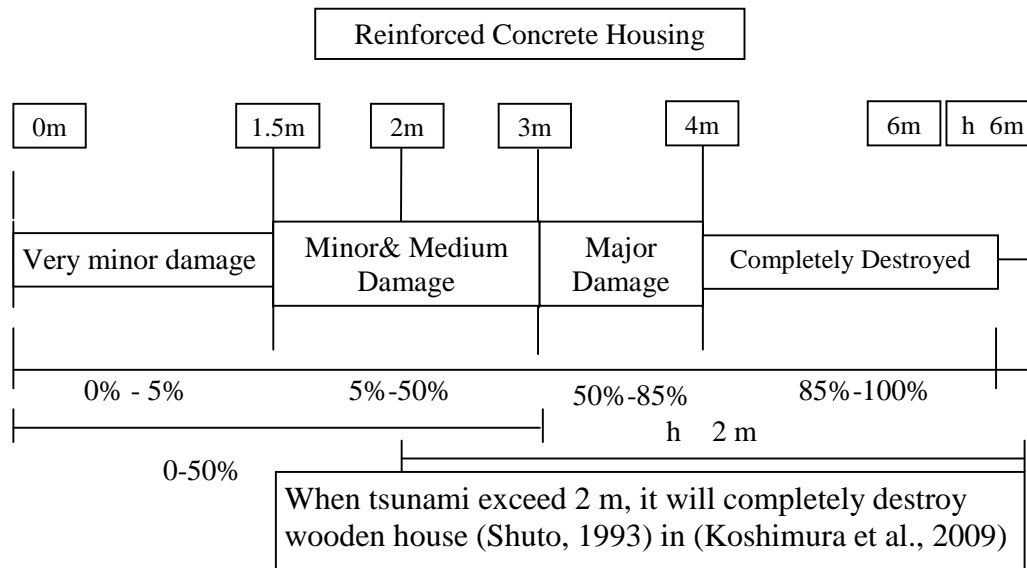 Reinforced Concrete Housing
0m 1.5m 2m 3m 4m 6m h 6m
Very minor damage
Minor& Medium
Damage
Major
Damage
Completely Destroyed
0% - 5% 5%-50% 50%-85% 85%-100%
h 2 m
0-50%
When tsunami exceed 2 m, it will completely destroy
wooden house (Shuto, 1993) in (Koshimura et al., 2009)